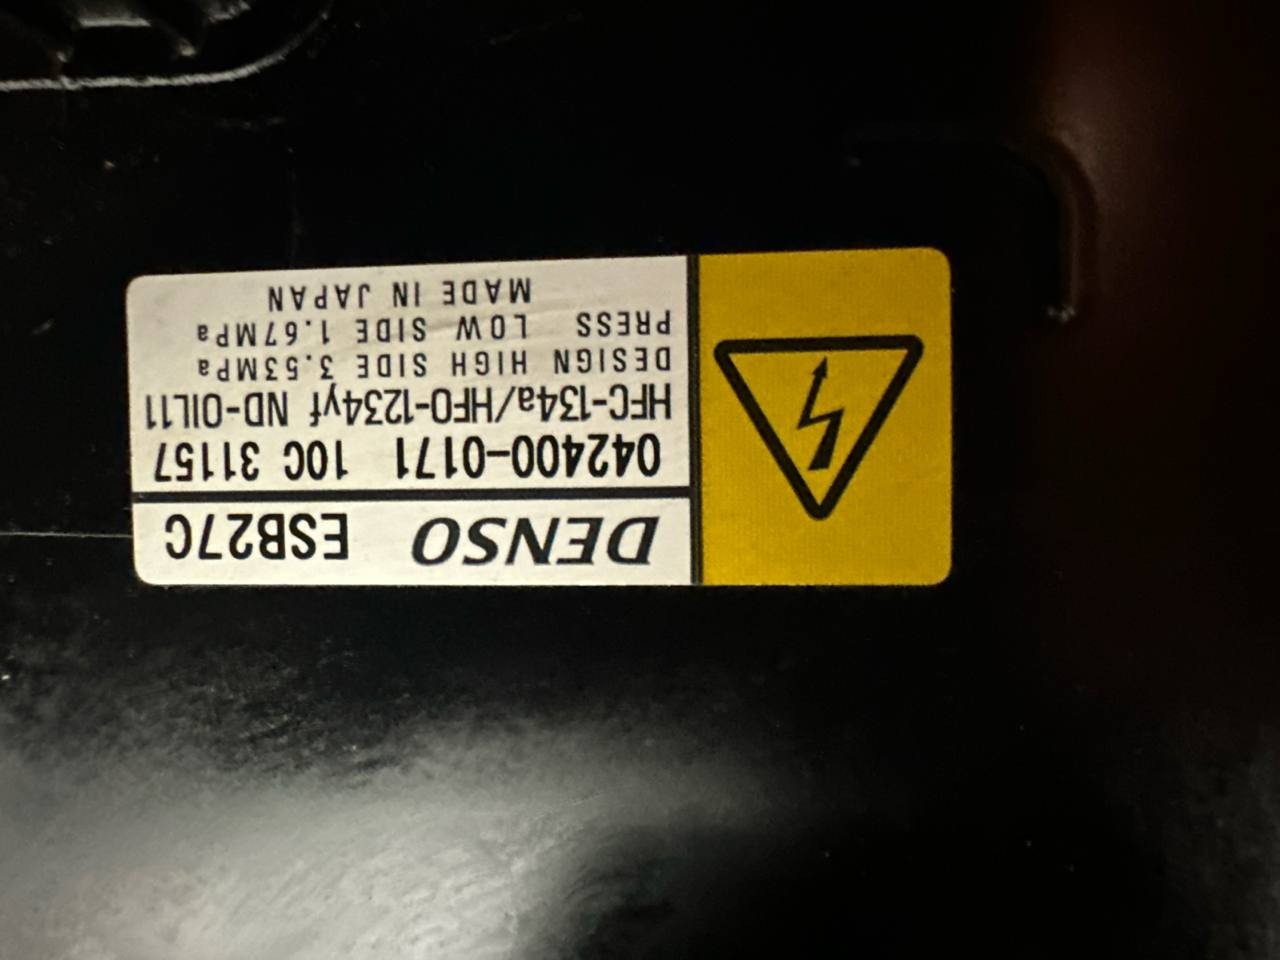 DENSO ESB27C
042400-0171 10C 31157
HFC-134a/HFO-1234yf ND-OIL11
DESIGN HIGH SIDE 3.53MPa
PRESS LOW SIDE 1.67MPa
MADE IN JAPAN